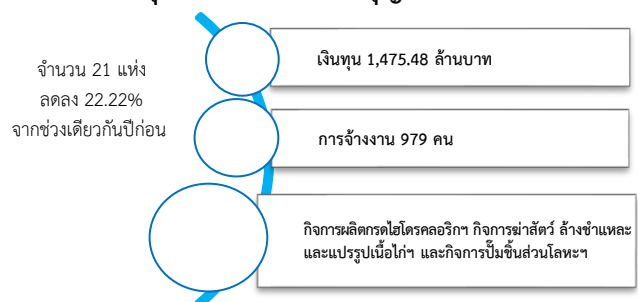 จำนวน 21 แห่ง
ลดลง 22.22%
จากช่วงเดียวกันปีก่อน
เงินทุน 1,475.48 ล้านบาท
การจ้างงาน 979 คน
กิจการผลิตกรดไฮโดรคลอริกฯ กิจการฆ่าสัตว์ ล้างชำแหละ
และแปรรูปเนื้อไก่ฯ และกิจการปั๊มชิ้นส่วนโลหะฯ